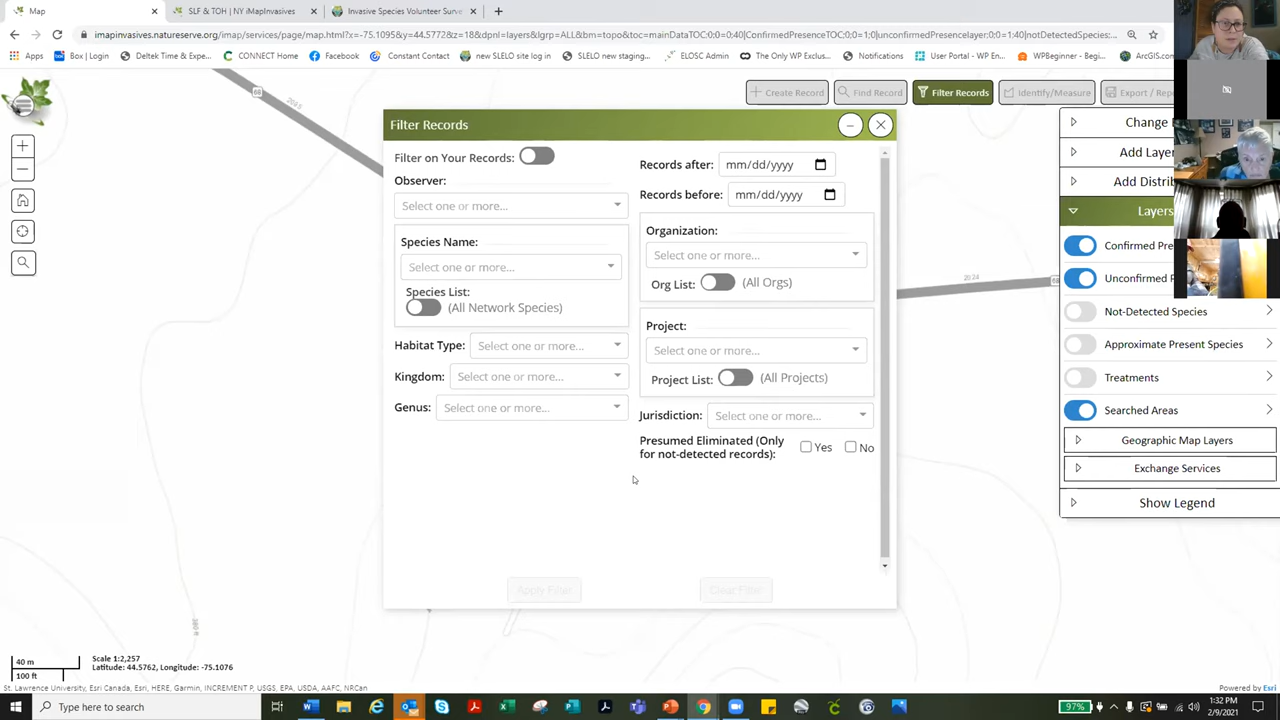 Map
SLF & TOH | NY iMapInvasives
Invasive Species Volunteer Surve
imapinvasives.natureserve.org/imap/services/page/map.html?z=-75.1095&y=44.5772&z=18&dpnl=layers&lgrp=ALL&bm=topo&toc=mainDataTOC;0;0=0:40|ConfirmedPresenceTOC;0;0=1;0|unconfirmedPresencelayer;0;0=1:40|notDetectedSpecies:...
Apps
Box | Login
Deltek Time & Expe...
CONNECT Home
Facebook
Constant Contact
new SLELO site log in
SLELO new staging...
ELOSC Admin
The Only WP Exclus...
Notifications
User Portal - WP En...
WPBeginner - Begi...
ArcGIS.com
Create Record
Find Record
Filter Records
Identify/Measure
Export / Repo
68
Filter Records
Filter on Your Records:
Observer:
Select one or more...
Species Name:
Select one or more...
Species List:
(All Network Species)
Habitat Type: Select one or more...
Kingdom: Select one or more...
Genus: Select one or more...
Records after: mm/dd/yyyy
Records before: mm/dd/yyyy
Organization:
Select one or more...
Org List: (All Orgs)
Project:
Select one or more...
Project List: (All Projects)
Jurisdiction: Select one or more...
Presumed Eliminated (Only
for not-detected records): Yes No
Apply Filter
Clear Filter
Change B
Add Laye
Add Distrib
Layers
Confirmed Pre
Unconfirmed P
Not-Detected Species
Approximate Present Species
Treatments
Searched Areas
Geographic Map Layers
Exchange Services
Show Legend
40 m
100 ft
Scale 1:2,257
Latitude: 44.5762, Longitude: -75.1076
St. Lawrence University, Esri Canada, Esri, HERE, Garmin, INCREMENT P, USGS, EPA, USDA, AAFC, NRCan
Powered by Esri
Type here to search
97%
1:32 PM
2/9/2021